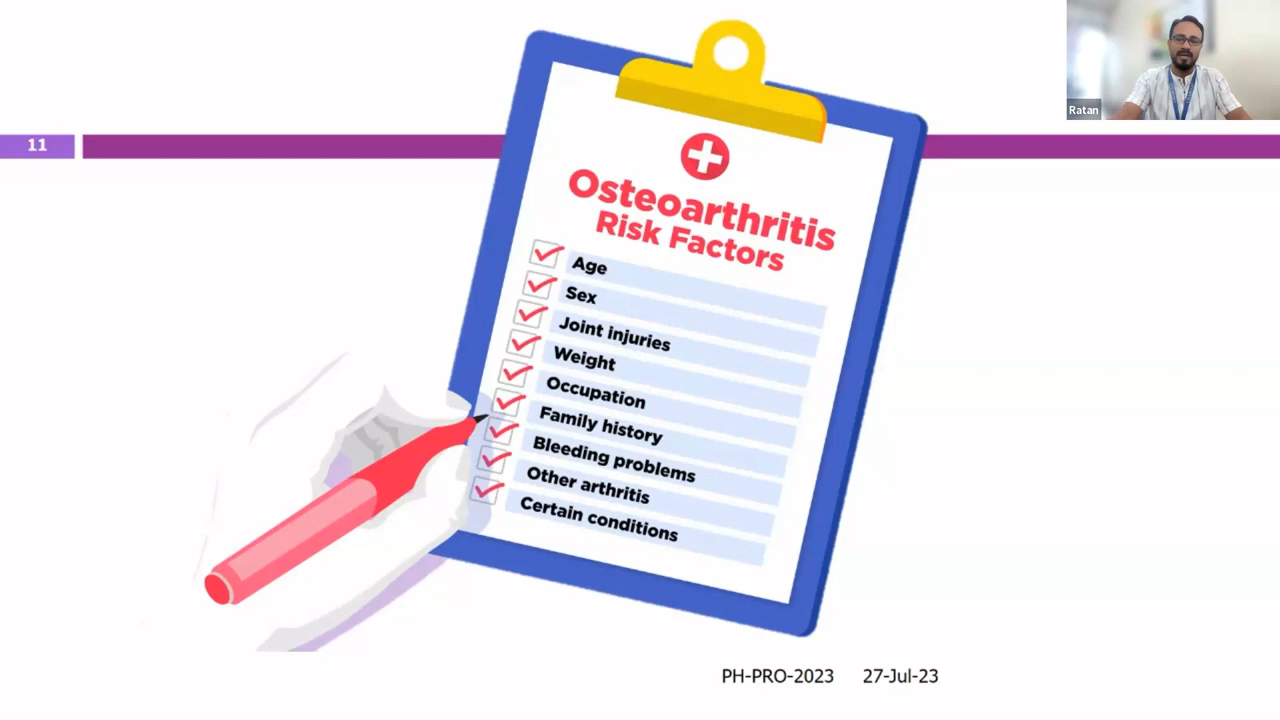 Ratan
11
Osteoarthritis
Risk Factors
Age
Sex
Joint injuries
Weight
Occupation
Family history
Bleeding problems
Other arthritis
Certain conditions
PH-PRO-2023 27-Jul-23